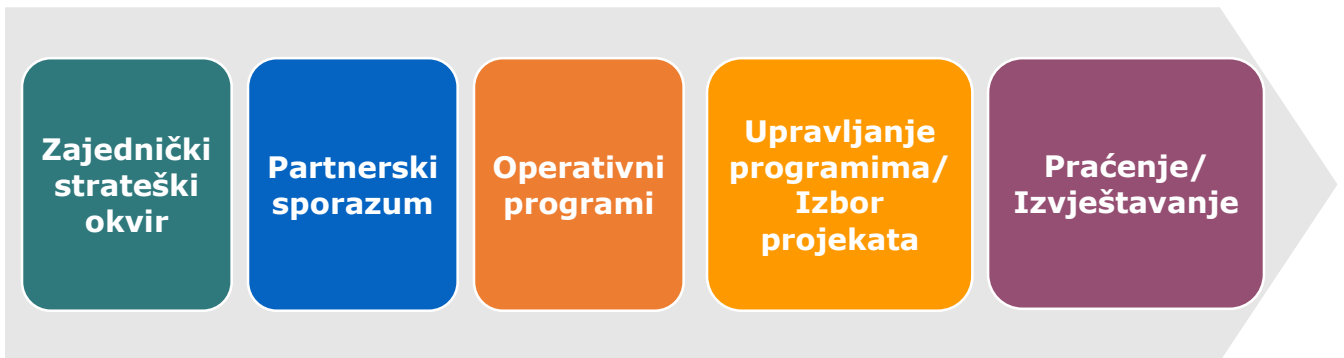 Zajednički
strateški
okvir
Partnerski
sporazum
Operativni
programi
Upravljanje
programima/
Izbor
projekata
Praćenje/
Izvještavanje